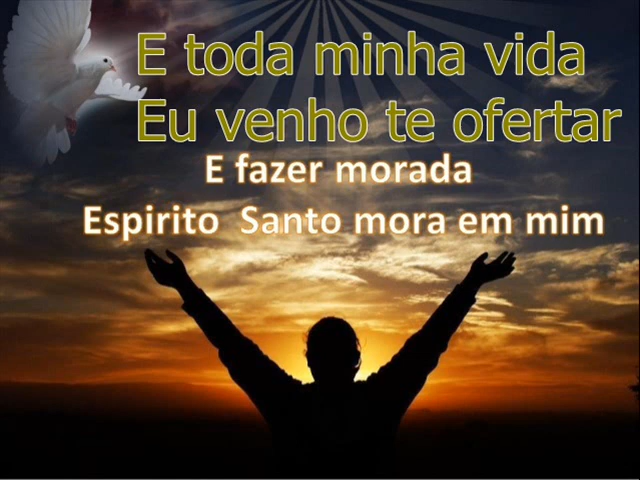 E toda minha vida
Eu venho te ofertar
E fazer morada
Espirito Santo mora em mim